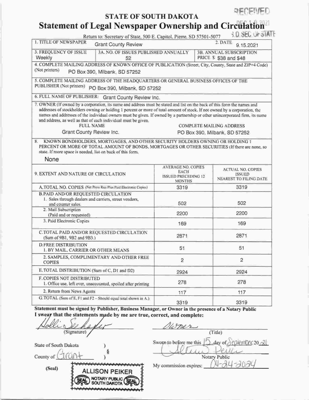 RECEIVED
STATE OF SOUTH DAKOTA
Statement of Legal Newspaper Ownership and Circulation
Return to: Secretary of State, 500 E. Capitol, Pierre, SD 57501-5077
1. TITLE OF NEWSPAPER
Grant County Review
2. DATE
9.15.2021
3. FREQUENCY OF ISSUE
Weekly
3A. NO. OF ISSUES PUBLISHED ANNUALLY
52
3B. ANNUAL SUBSCRIPTION
PRICE $ $36 and $48
4. COMPLETE MAILING ADDRESS OF KNOWN OFFICE OF PUBLICATION (Street, City, County, State and ZIP+4 Code)
(Not printers)
PO Box 390, Milbank, SD 57252
5. COMPLETE MAILING ADDRESS OF THE HEADQUARTERS OR GENERAL BUSINESS OFFICES OF THE
PUBLISHER (Not printers) PO Box 390, Milbank, SD 57252
6. FULL NAME OF PUBLISHER: Grant County Review Inc.
7. OWNER (If owned by a corporation, its name and address must be stated and also on the back of this form the names and
addresses of stockholders owning or holding 1 percent or more of total amount of stock. If not owned by a corporation, the
names and addresses of the individual owners must be given. If owned by a partnership or other unincorporated firm, its name
and address, as well as that of each individual must be given.
FULL NAME
COMPLETE MAILING ADDRESS
Grant County Review Inc.
PO Box 390, Milbank, SD 57252
8. KNOWN BONDHOLDERS, MORTGAGES, AND OTHER SECURITY HOLDERS OWNING OR HOLDING 1
PERCENT OR MORE OF TOTAL AMOUNT OF BONDS, MORTGAGES OR OTHER SECURITIES (If there are none, so
state. If more space is needed, list on back of this form.
None
9. EXTENT AND NATURE OF CIRCULATION
AVERAGE NO. COPIES
EACH
ISSUED PRECEDING 12
MONTHS
ACTUAL NO. COPIES
ISSUED
NEAREST TO FILING DATE
A. TOTAL NO. COPIES
3319
3319
B. PAID AND/OR REQUESTED CIRCULATION
1. Sales through dealers and carriers, street vendors,
and counter sales
502
502
2. Mail Subscription
(Paid and/or requested)
2200
2200
3. Paid Electronic Copies
169
169
C. TOTAL PAID AND/OR REQUESTED CIRCULATION
(Sum of 9B1, 9B2 and 9B3.)
2871
2871
D. FREE DISTRIBUTION
1. BY MAIL, CARRIER OR OTHER MEANS
51
51
2. SAMPLES, COMPLIMENTARY AND OTHER FREE
COPIES
2
2
E. TOTAL DISTRIBUTION (Sum of C, D1 and D2)
2924
2924
F. COPIES NOT DISTRIBUTED
1. Office use, left over, unaccounted, spoiled after printing
278
278
2. Return from News Agents
117
117
G. TOTAL (Sum of E, F1 and F2 - Should equal total shown in A.)
3319
3319
Statement must be signed by Publisher, Business Manager, or Owner in the presence of a Notary Public
I swear that the statements made by me are true, correct, and complete:
owner
(Signature)
(Title)
State of South Dakota )
Sworn to before me this 15 day of September 20 21
County of Grant )
Notary Public
(Seal)
My commission expires:
ALLISON PEIKER
NOTARY PUBLIC
SOUTH DAKOTA